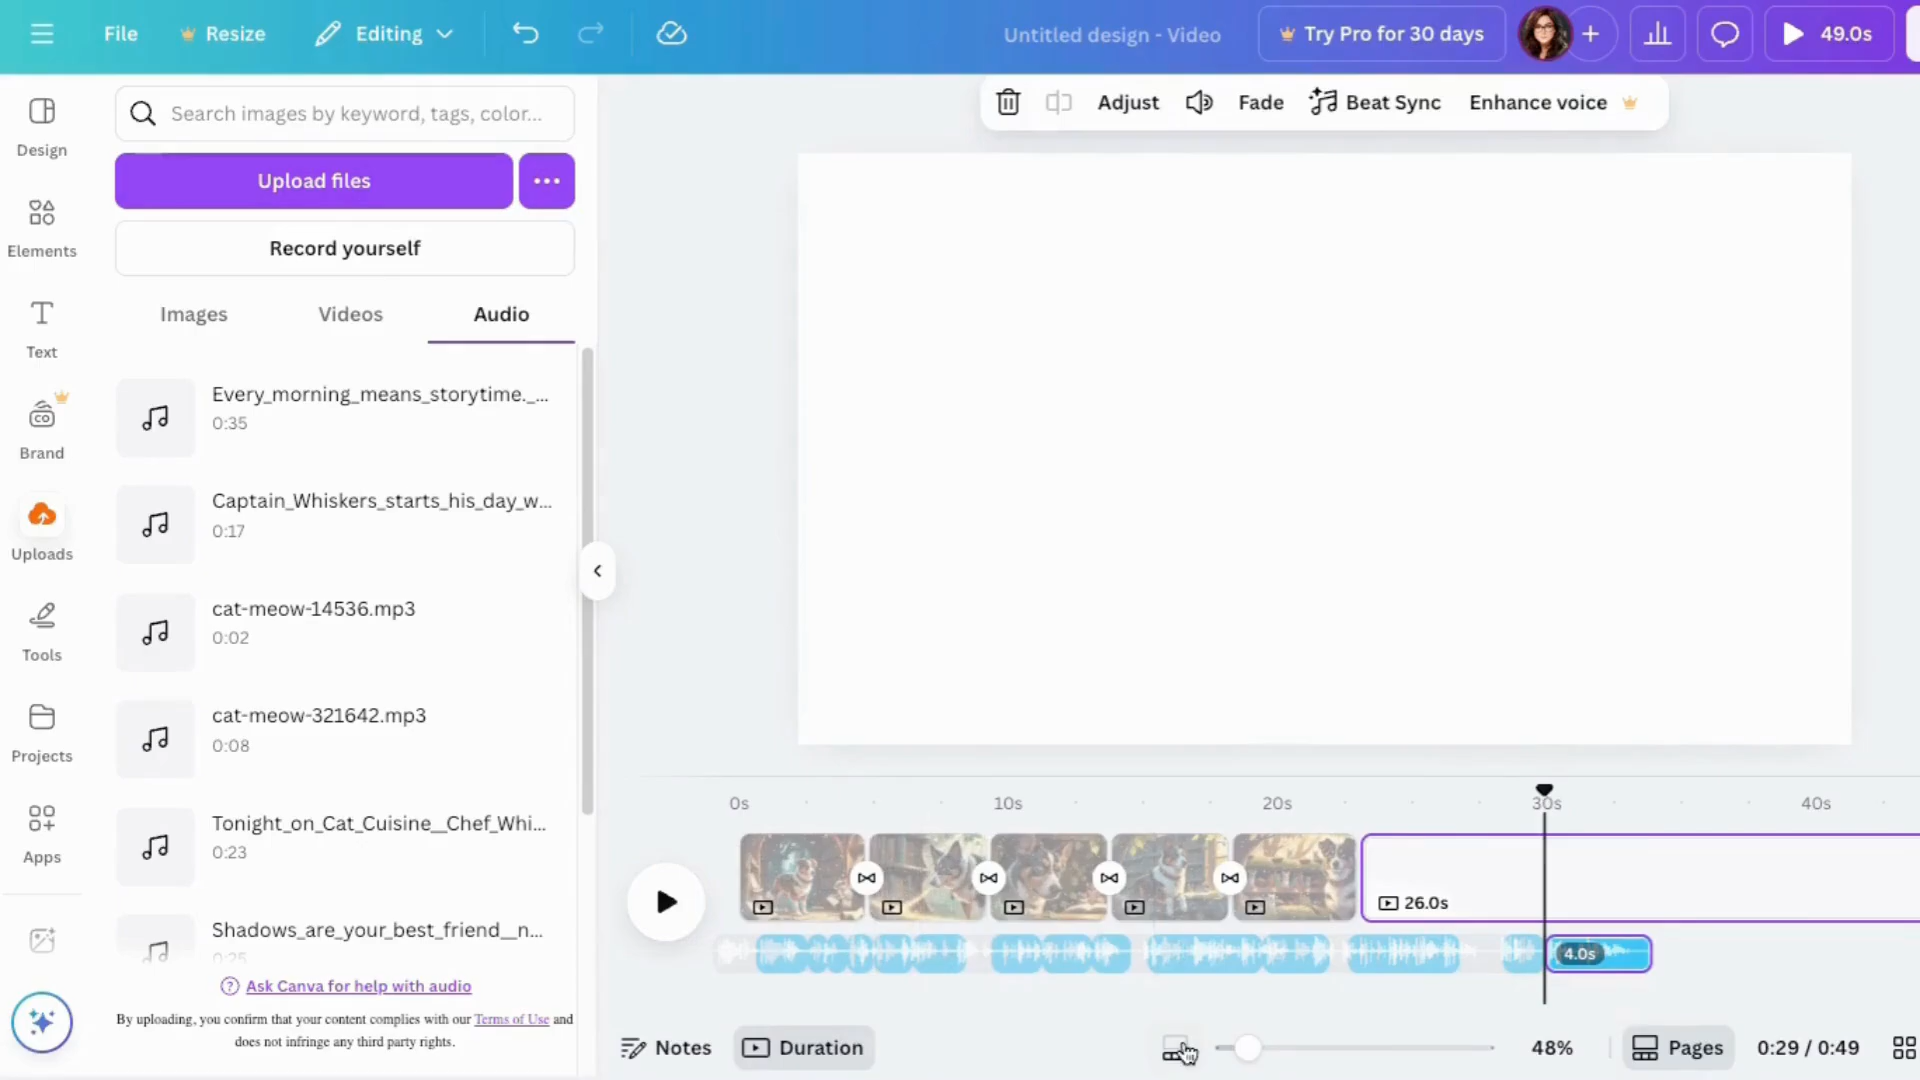 File
Resize
Editing
Untitled design - Video
Try Pro for 30 days
49.0s
Design
Elements
Text
Brand
CO
Uploads
Tools
Projects
Apps
Search images by keyword, tags, color...
Upload files
Record yourself
Images
Videos
Audio
Every_morning_means_storytime._...
0:35
Captain_Whiskers_starts_his_day_w...
0:17
cat-meow-14536.mp3
0:02
cat-meow-321642.mp3
0:08
Tonight_on_Cat_Cuisine__Chef_Whi...
0:23
Shadows_are_your_best_friend__n...
0:25
Ask Canva for help with audio
By uploading, you confirm that your content complies with our Terms of Use and
does not infringe any third party rights.
Adjust
Fade
Beat Sync
Enhance voice
0s
10s
20s
30s
40s
26.0s
4.0s
Notes
Duration
48%
Pages
0:29 / 0:49